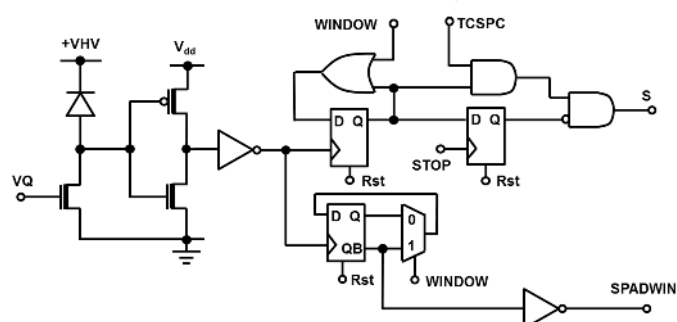 WINDOW
TCSPC
+VHV
Vdd
S
D Q
D Q
STOP
VQ
Rst
Rst
D Q
0
QB
1
Rst
WINDOW
SPADWIN